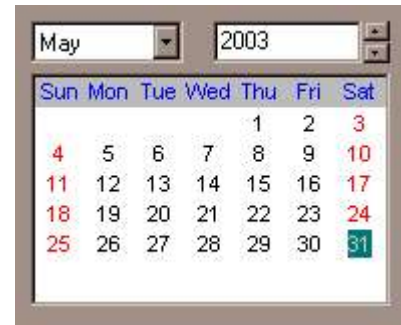 May 2003
Sun Mon Tue Wed Thu Fri Sat
1 2 3
4 5 6 7 8 9 10
11 12 13 14 15 16 17
18 19 20 21 22 23 24
25 26 27 28 29 30 31